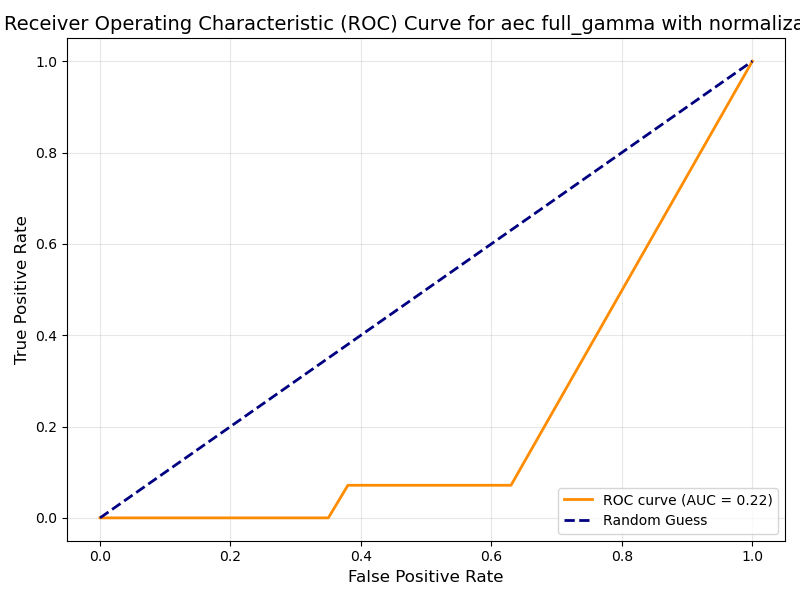 Receiver Operating Characteristic (ROC) Curve for aec full_gamma with normaliza
True Positive Rate
1.0
0.8
0.6
0.4
0.2
0.0
ROC curve (AUC = 0.22)
Random Guess
0.0 0.2 0.4 0.6 0.8 1.0
False Positive Rate